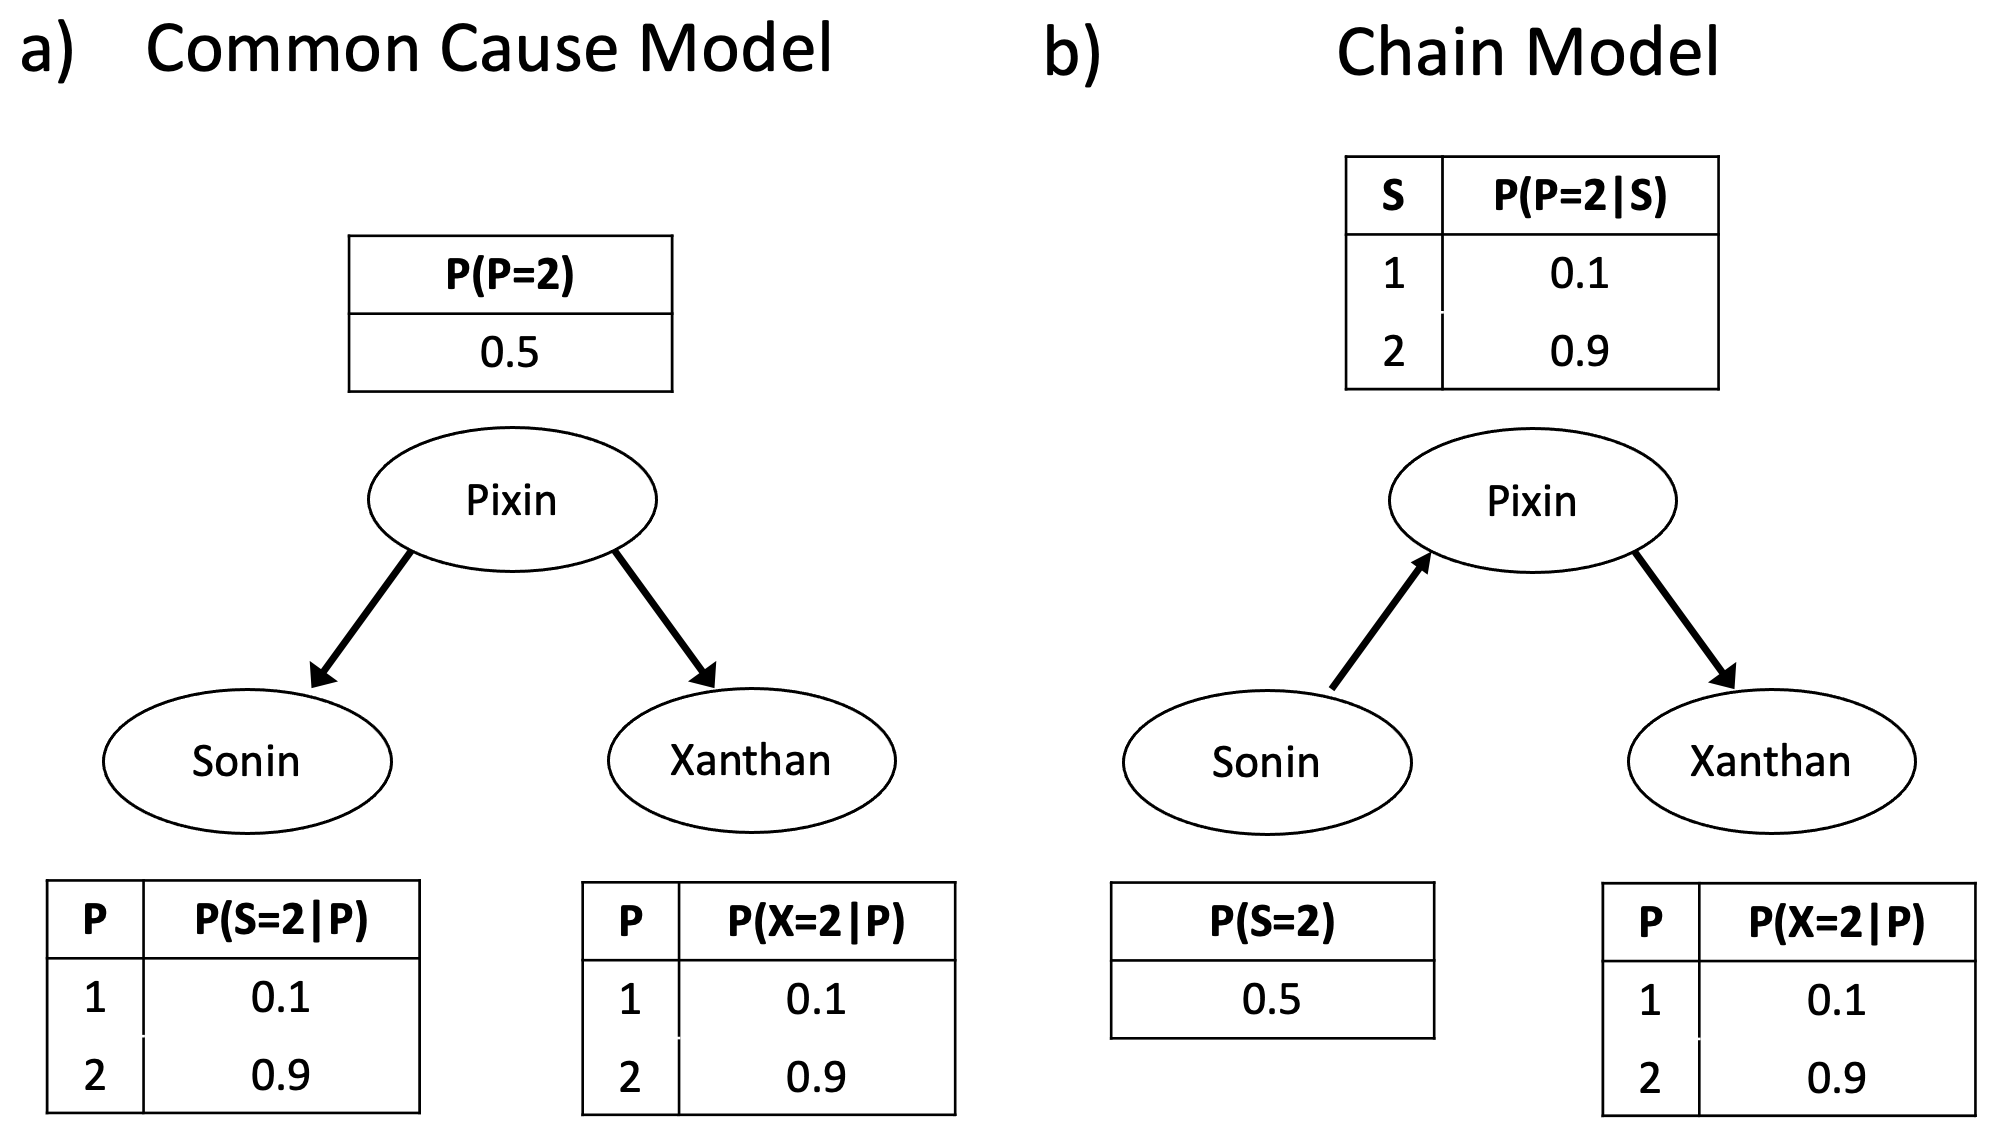 a) Common Cause Model
P(P=2)
0.5
Pixin
Sonin
Xanthan
P P(S=2|P)
1 0.1
2 0.9
P P(X=2|P)
1 0.1
2 0.9
b) Chain Model
S P(P=2|S)
1 0.1
2 0.9
Pixin
Sonin
Xanthan
P(S=2)
0.5
P P(X=2|P)
1 0.1
2 0.9